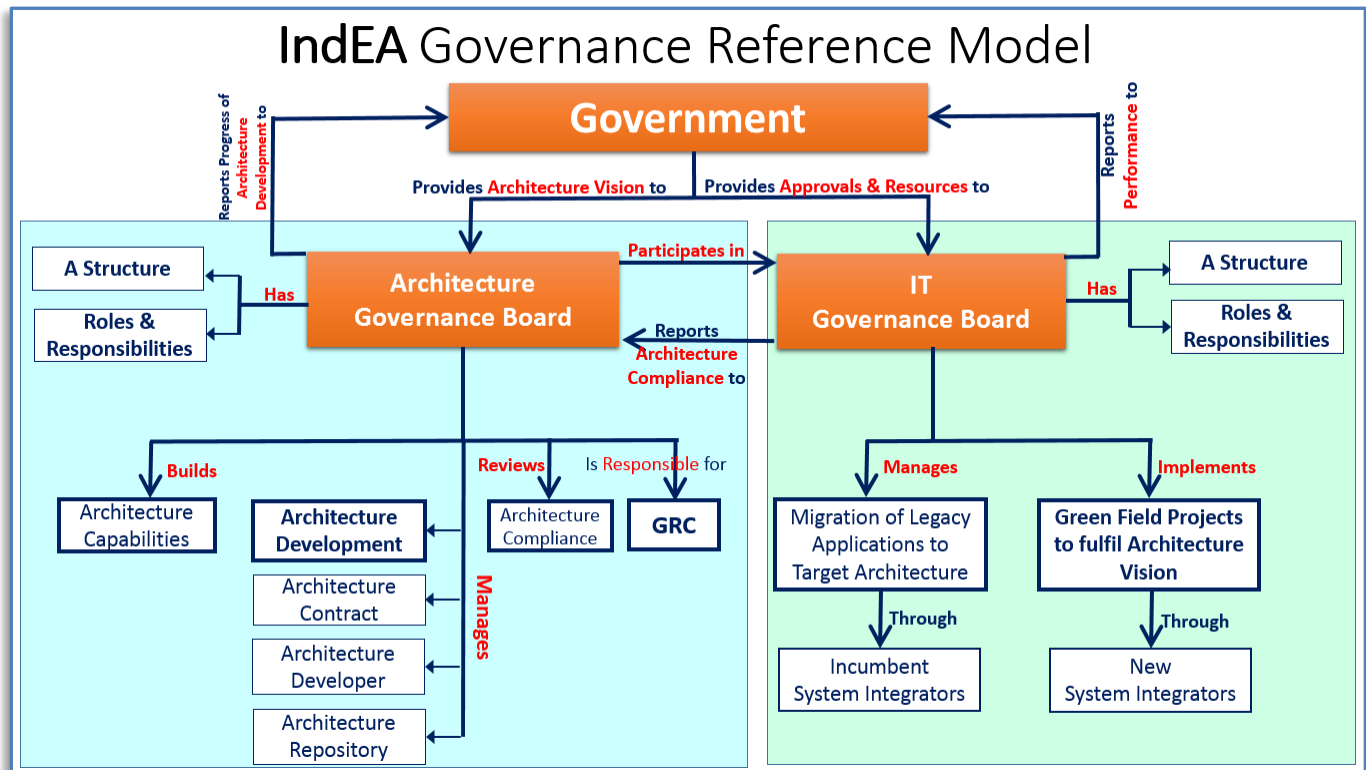 IndEA Governance Reference Model
Government
Reports Progress of
Architecture
Development to
Provides Architecture Vision to
Provides Approvals & Resources to
Reports
Performance to
A Structure
Roles &
Responsibilities
Has
Architecture
Governance Board
Participates in
Reports
Architecture
Compliance to
IT
Governance Board
Has
A Structure
Roles &
Responsibilities
Builds
Reviews
Is Responsible for
Architecture
Capabilities
Architecture
Development
Architecture
Compliance
GRC
Manages
Architecture
Contract
Architecture
Developer
Architecture
Repository
Manages
Implements
Migration of Legacy
Applications to
Target Architecture
Green Field Projects
to fulfil Architecture
Vision
Through
Through
Incumbent
System Integrators
New
System Integrators